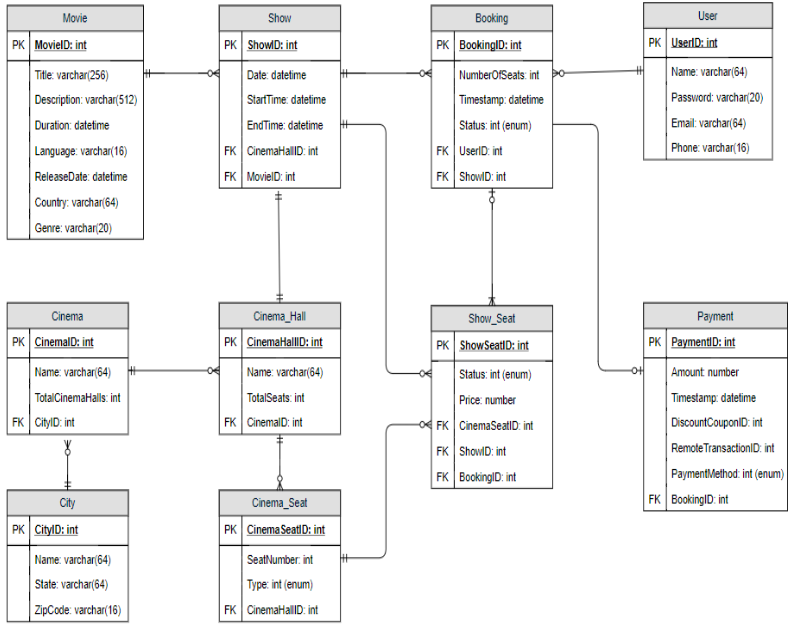 Movie
PK MovieID: int
Title: varchar(256)
Description: varchar(512)
Duration: datetime
Language: varchar(16)
ReleaseDate: datetime
Country: varchar(64)
Genre: varchar(20)
Show
PK ShowID: int
Date: datetime
StartTime: datetime
EndTime: datetime
FK CinemaHallID: int
FK MovieID: int
Booking
PK BookingID: int
NumberOfSeats: int
Timestamp: datetime
Status: int (enum)
FK UserID: int
FK ShowID: int
User
PK UserID: int
Name: varchar(64)
Password: varchar(20)
Email: varchar(64)
Phone: varchar(16)
Cinema
PK CinemaID: int
Name: varchar(64)
TotalCinemaHalls: int
FK CityID: int
Cinema_Hall
PK CinemaHallID: int
Name: varchar(64)
TotalSeats: int
FK CinemaID: int
Show_Seat
PK ShowSeatID: int
Status: int (enum)
Price: number
FK CinemaSeatID: int
FK ShowID: int
FK BookingID: int
Payment
PK PaymentID: int
Amount: number
Timestamp: datetime
DiscountCouponID: int
RemoteTransactionID: int
PaymentMethod: int (enum)
FK BookingID: int
City
PK CityID: int
Name: varchar(64)
State: varchar(64)
ZipCode: varchar(16)
Cinema_Seat
PK CinemaSeatID: int
SeatNumber: int
Type: int (enum)
FK CinemaHallID: int